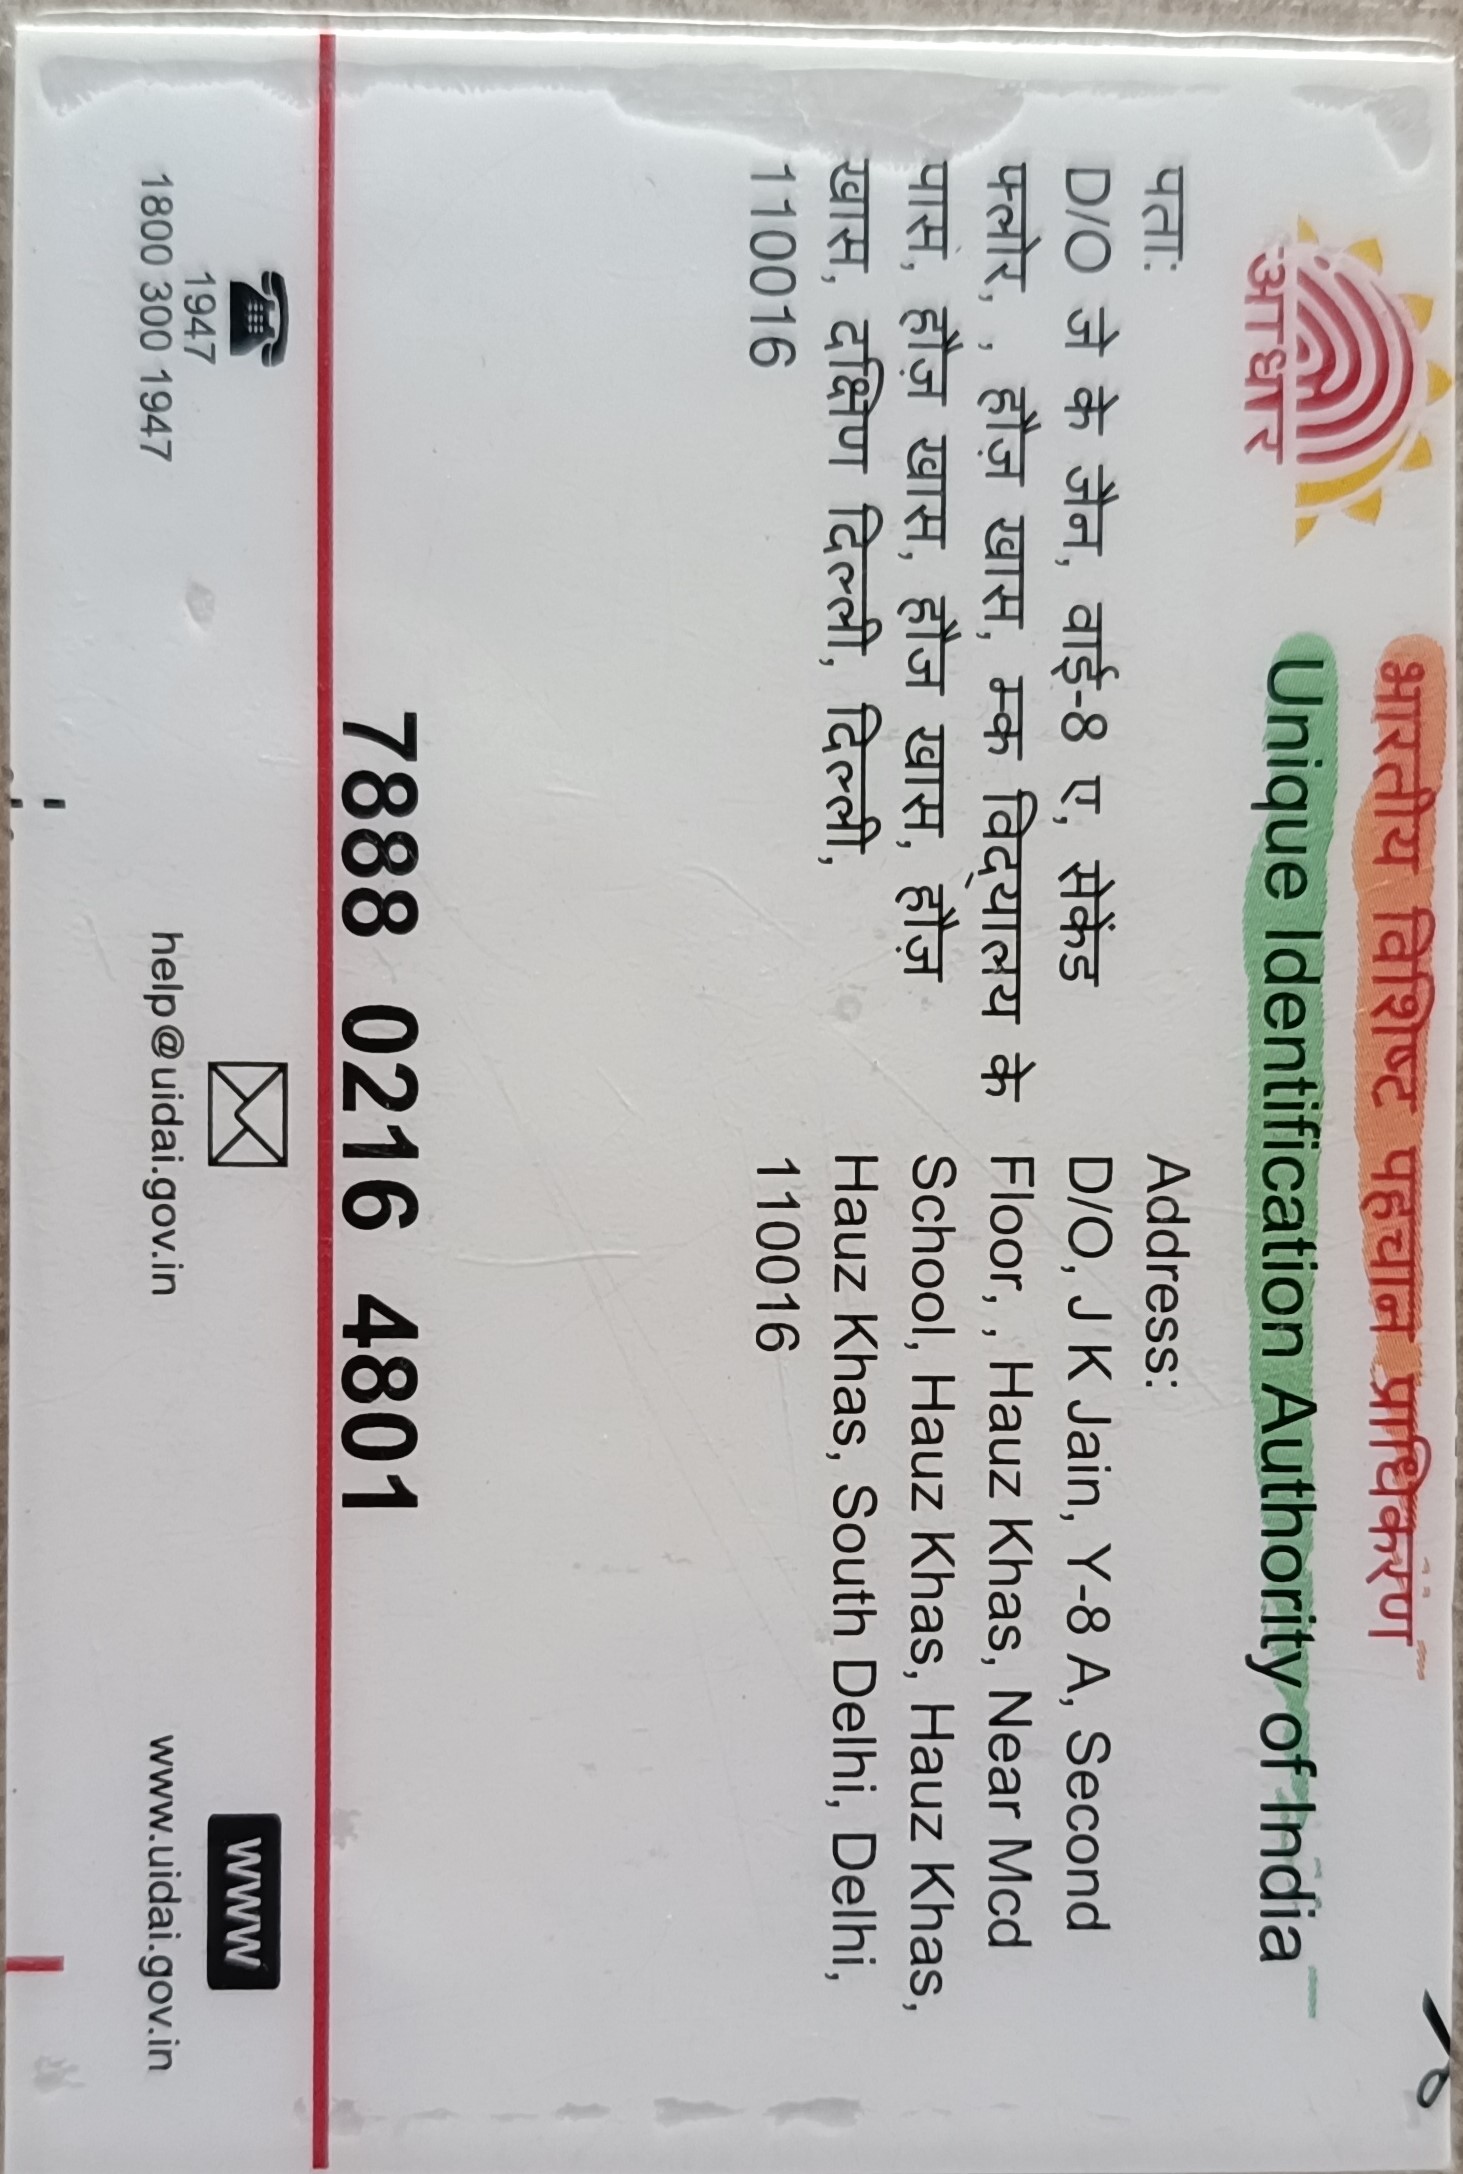 भारतीय विशिष्ट पहचान प्राधिकरण
Unique Identification Authority of India
आधार
पता:
D/O जे के जैन, वाई-8 ए, सेकेंड
फ्लोर, , हौज़ खास, म्क विद्यालय के
पास, हौज़ खास, हौज खास, हौज़
खास, दक्षिण दिल्ली, दिल्ली,
110016
Address:
D/O, J K Jain, Y-8 A, Second
Floor, , Hauz Khas, Near Mcd
School, Hauz Khas, Hauz Khas,
Hauz Khas, South Delhi, Delhi,
110016
7888 0216 4801
1947
1800 300 1947
help@uidai.gov.in
www
www.uidai.gov.in